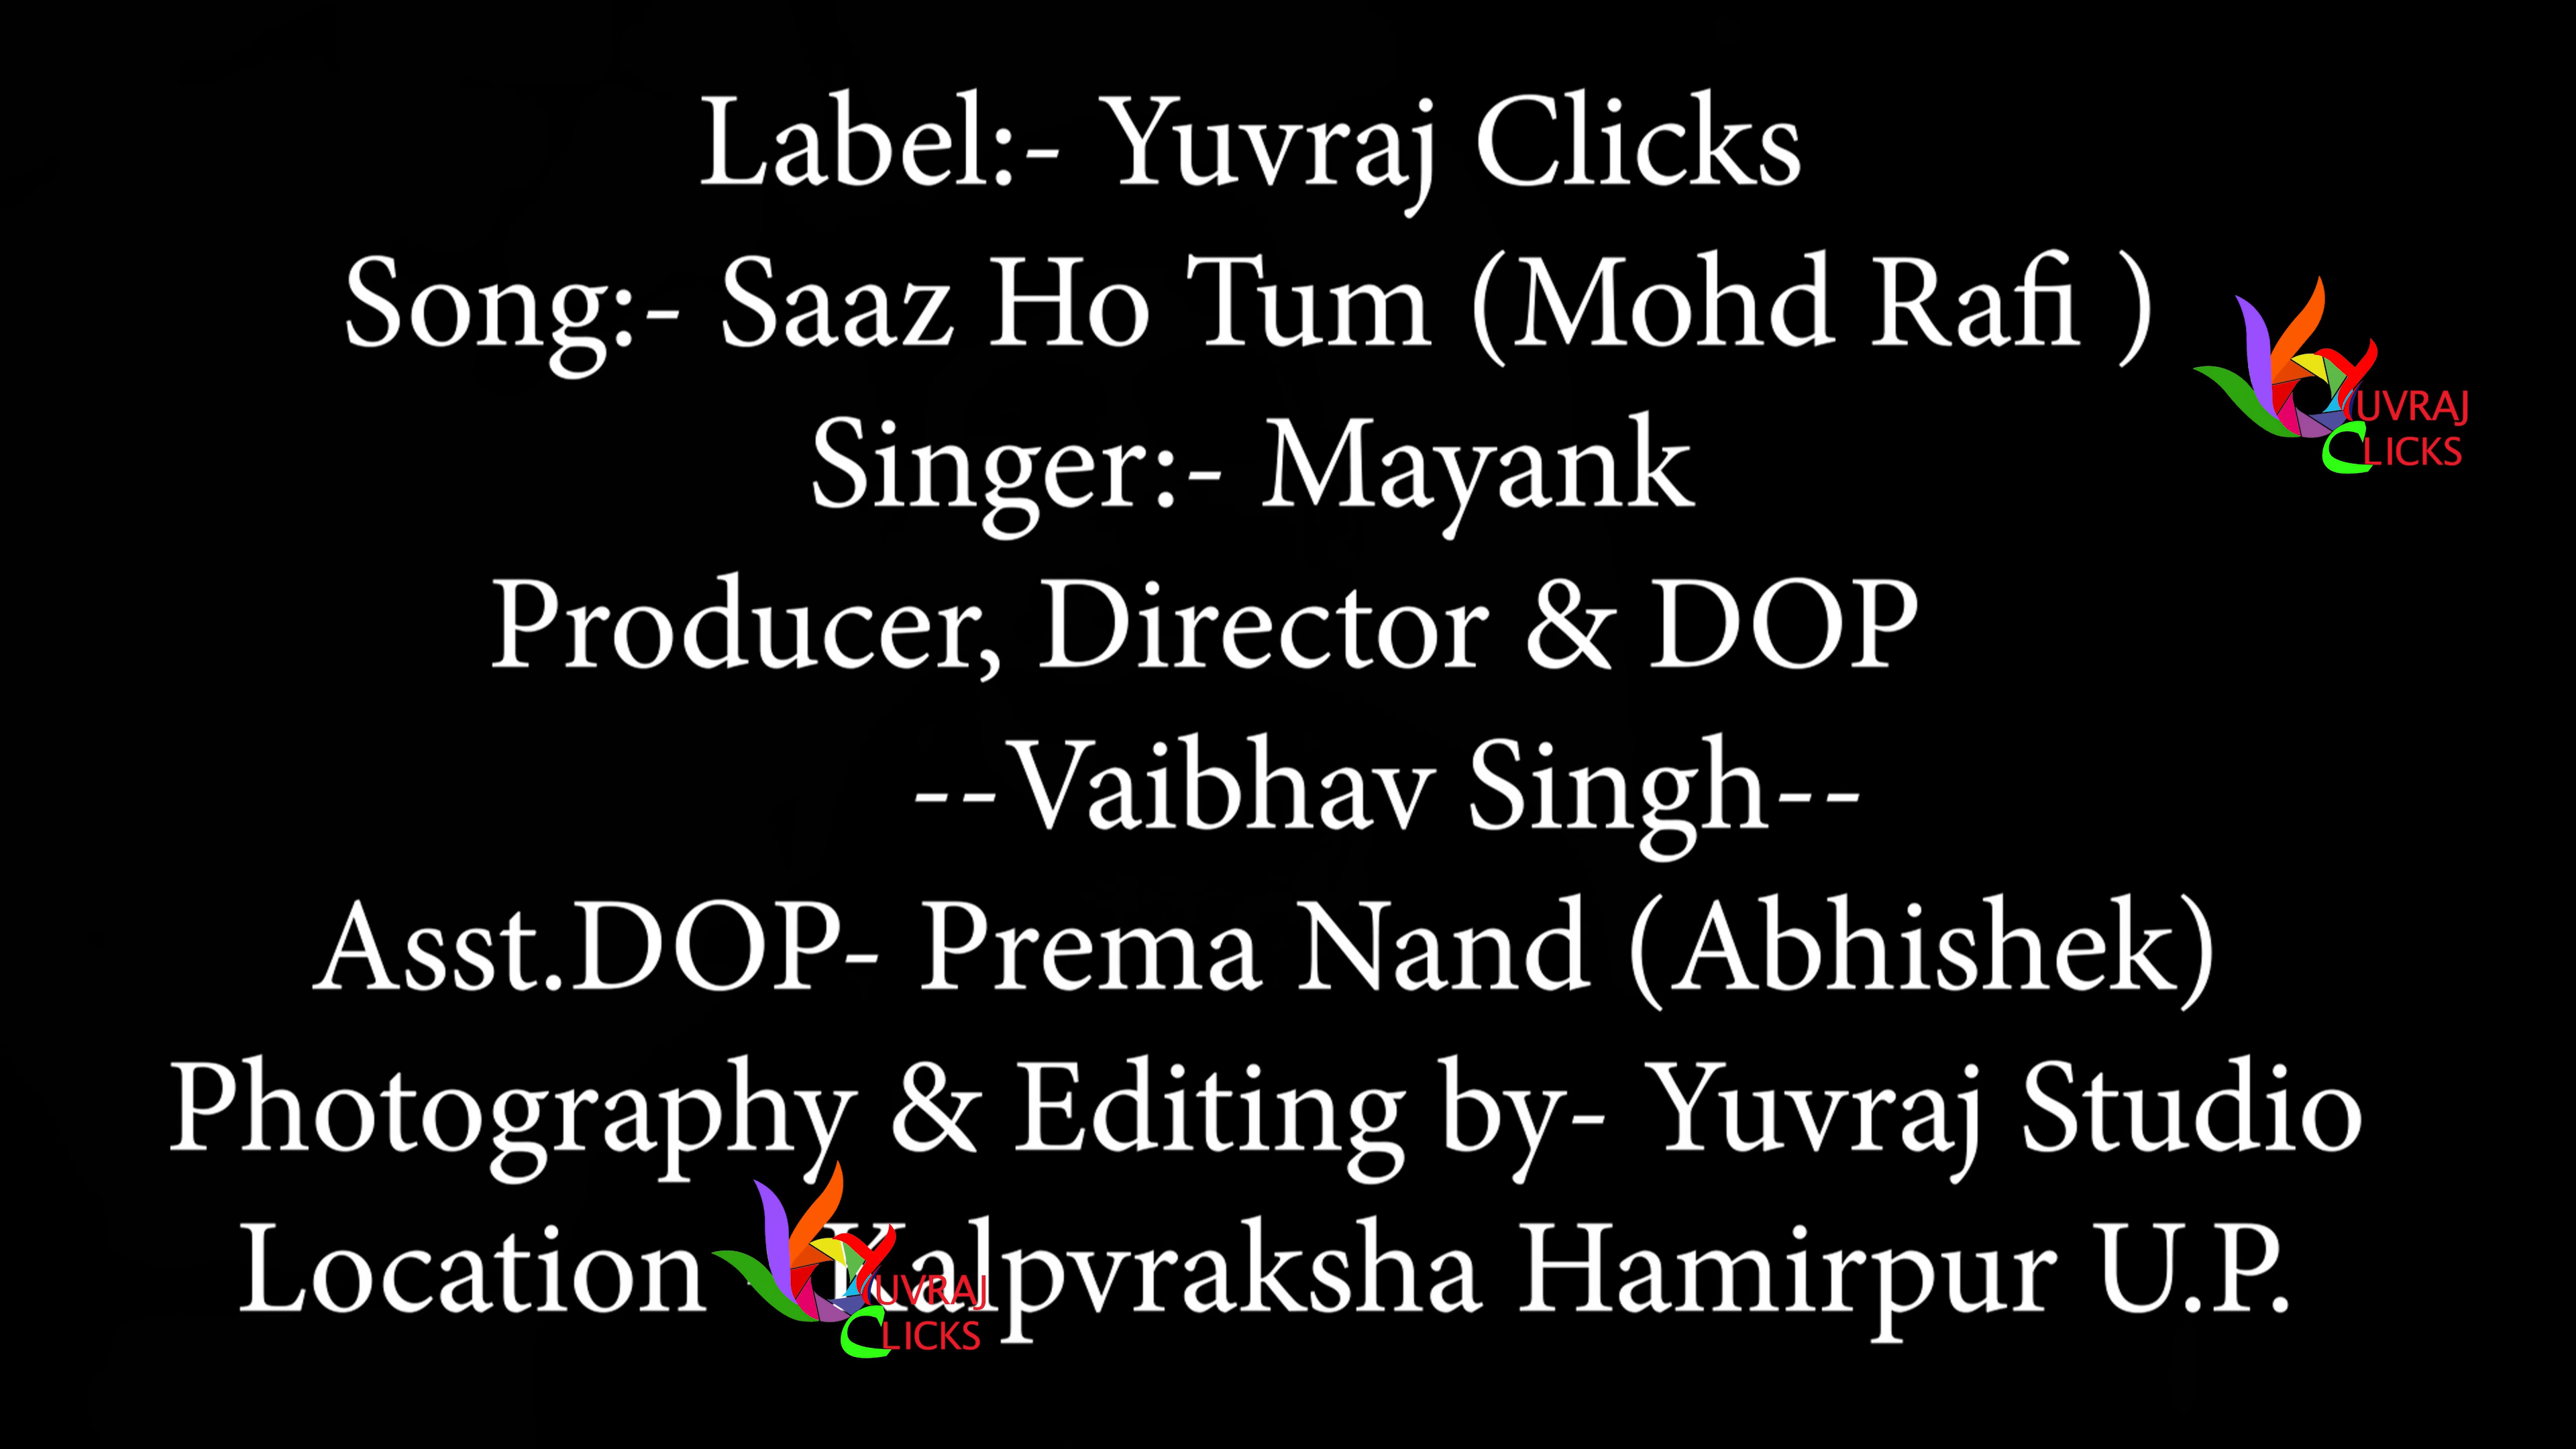 Label:- Yuvraj Clicks
Song:- Saaz Ho Tum (Mohd Rafi )
YUVRAJ
CLICKS
Singer:- Mayank
Producer, Director & DOP
--Vaibhav Singh--
Asst.DOP- Prema Nand (Abhishek)
Photography & Editing by- Yuvraj Studio
Location - Kalpvraksha Hamirpur U.P.
YUVRAJ
CLICKS